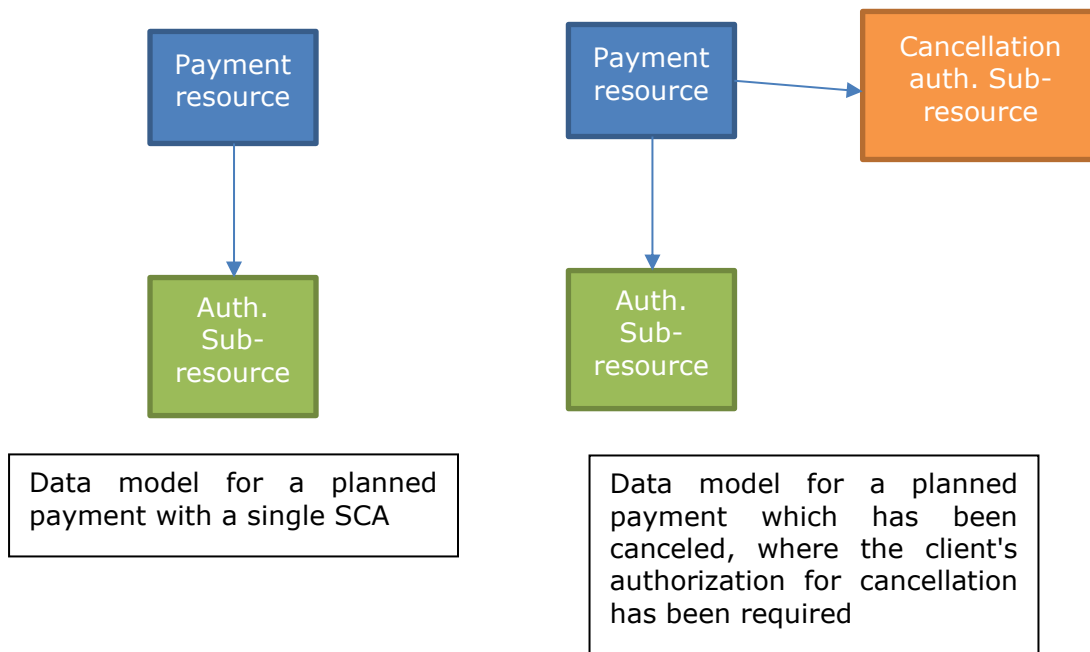 Payment
resource
Auth.
Sub-
resource
Data model for a planned
payment with a single SCA
Payment
resource
Cancellation
auth. Sub-
resource
Auth.
Sub-
resource
Data model for a planned
payment which has been
canceled, where the client's
authorization for cancellation
has been required